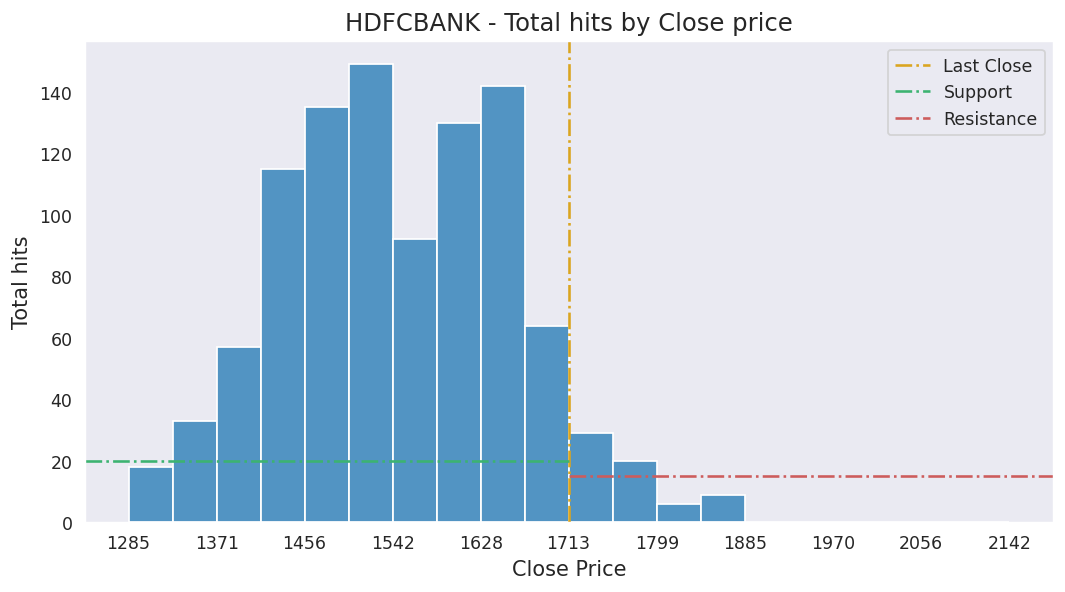 HDFCBANK - Total hits by Close price
Last Close
Support
Resistance
Total hits
140
120
100
80
60
40
20
0
1285 1371 1456 1542 1628 1713 1799 1885 1970 2056 2142
Close Price